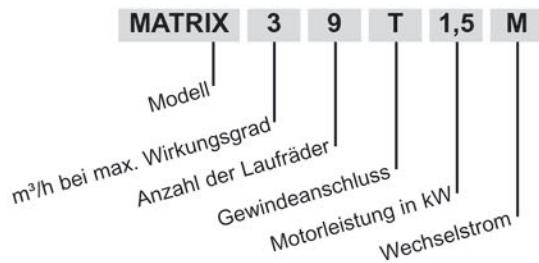 MATRIX 3 9 T 1,5 M
Modell
m³/h bei max. Wirkungsgrad
Anzahl der Laufräder
Gewindeanschluss
Motorleistung in kW
Wechselstrom